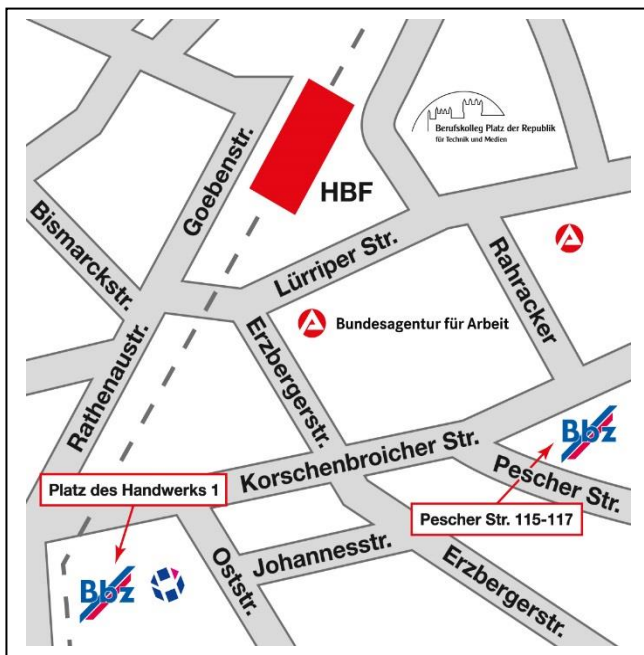 Goebenstr.
Berufskolleg Platz der Republik
für Technik und Medien
HBF
Bismarckstr.
Lürriper Str.
Rahracker
Bundesagentur für Arbeit
Rathenaustr.
Erzbergerstr.
Korschenbroicher Str.
Bbz
Pescher Str.
Platz des Handwerks 1
Pescher Str. 115-117
Johannesstr.
Oststr.
Erzbergerstr.
Bbz